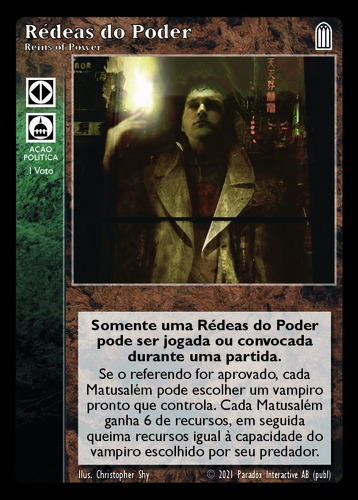 Rédeas do Poder
Reins of Power
AÇÃO
POLÍTICA
1 Voto
Somente uma Rédeas do Poder
pode ser jogada ou convocada
durante uma partida.
Se o referendo for aprovado, cada
Matusalém pode escolher um vampiro
pronto que controla. Cada Matusalém
ganha 6 de recursos, em seguida
queima recursos igual à capacidade do
vampiro escolhido por seu predador.
Ilus. Christopher Shy
© 2021 Paradox Interactive AB (publ)